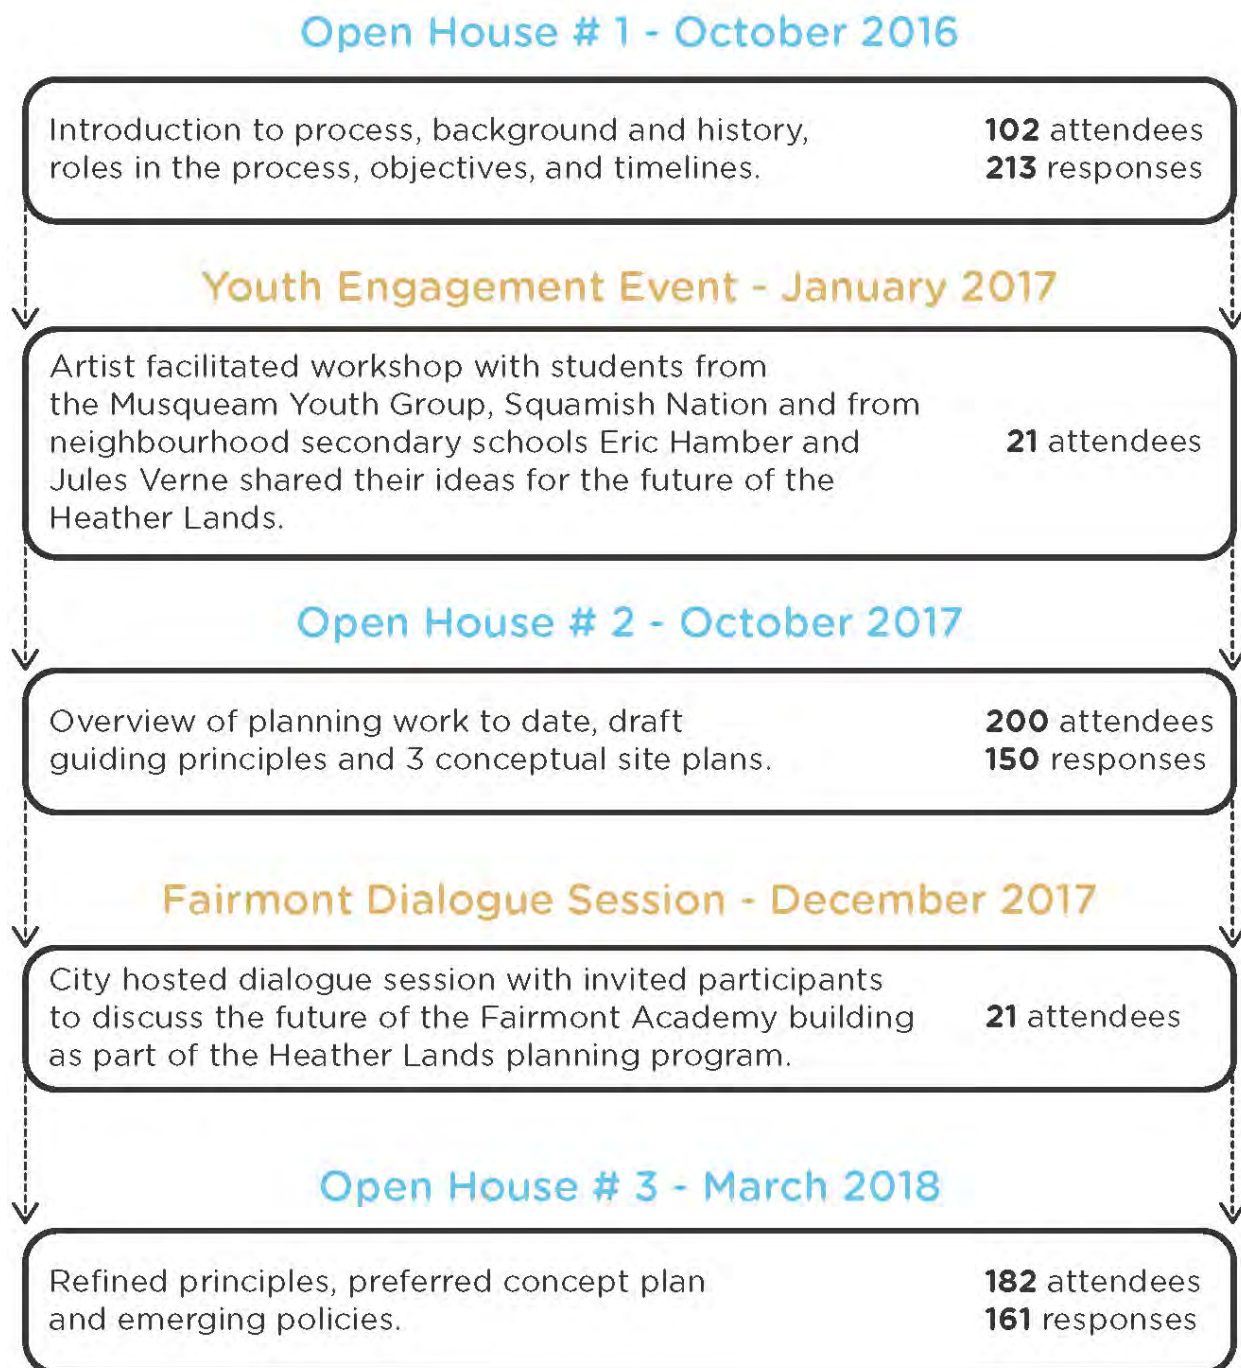 Open House # 1 - October 2016
Introduction to process, background and history,
roles in the process, objectives, and timelines.
102 attendees
213 responses
Youth Engagement Event - January 2017
Artist facilitated workshop with students from
the Musqueam Youth Group, Squamish Nation and from
neighbourhood secondary schools Eric Hamber and
Jules Verne shared their ideas for the future of the
Heather Lands.
21 attendees
Open House # 2 - October 2017
Overview of planning work to date, draft
guiding principles and 3 conceptual site plans.
200 attendees
150 responses
Fairmont Dialogue Session - December 2017
City hosted dialogue session with invited participants
to discuss the future of the Fairmont Academy building
as part of the Heather Lands planning program.
21 attendees
Open House # 3 - March 2018
Refined principles, preferred concept plan
and emerging policies.
182 attendees
161 responses